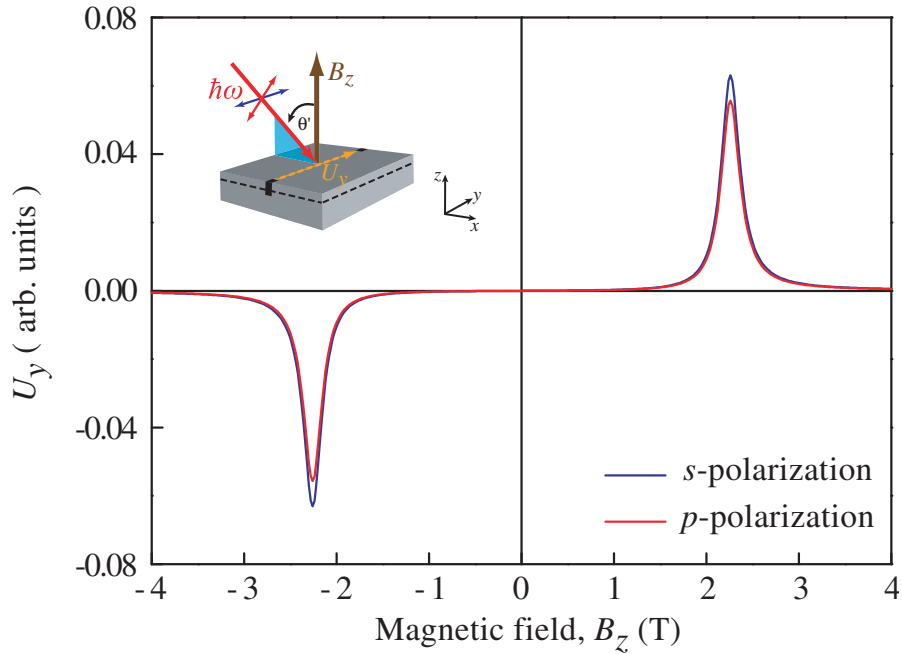 0.08
0.04
0.00
-0.04
-0.08
U_y ( arb. units)
ħω
B_z
θ'
U_y
z
y
x
s-polarization
p-polarization
-4 -3 -2 -1 0 1 2 3 4
Magnetic field, B_z (T)